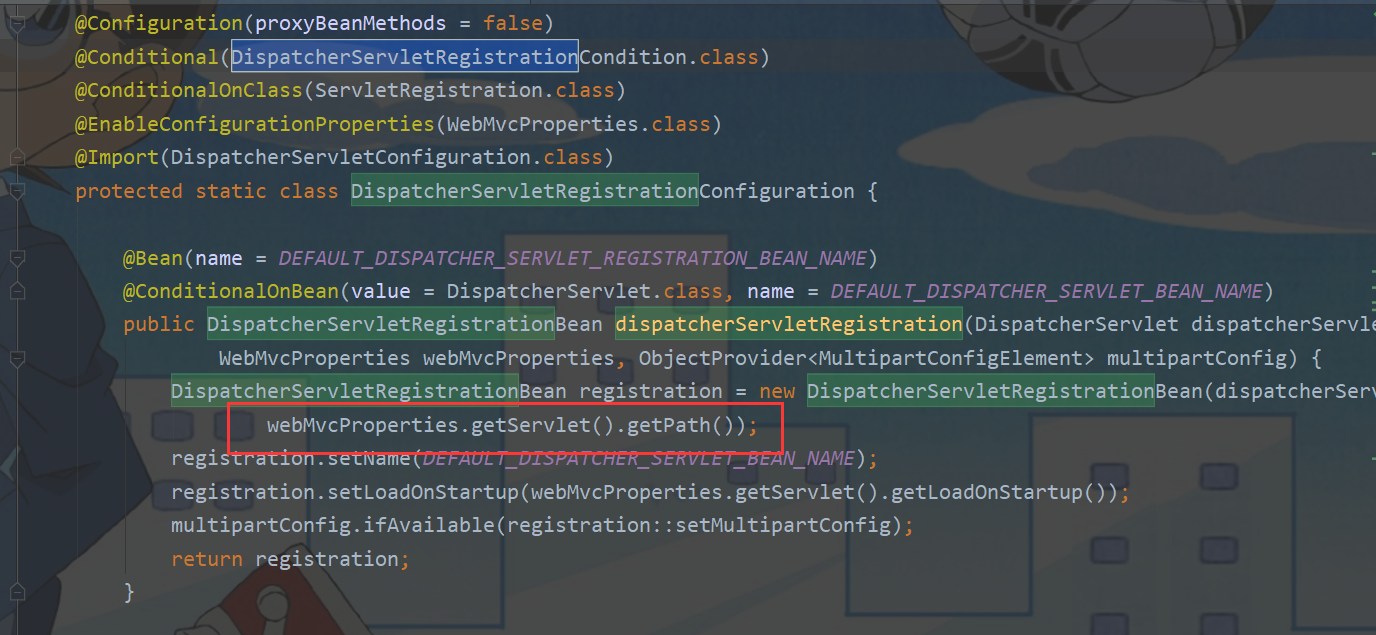 @Configuration(proxyBeanMethods = false)
@Conditional(DispatcherServletRegistrationCondition.class)
@ConditionalOnClass(ServletRegistration.class)
@EnableConfigurationProperties(WebMvcProperties.class)
@Import(DispatcherServletConfiguration.class)
protected static class DispatcherServletRegistrationConfiguration {
@Bean(name = DEFAULT_DISPATCHER_SERVLET_REGISTRATION_BEAN_NAME)
@ConditionalOnBean(value = DispatcherServlet.class, name = DEFAULT_DISPATCHER_SERVLET_BEAN_NAME)
public DispatcherServletRegistrationBean dispatcherServletRegistration(DispatcherServlet dispatcherServle
WebMvcProperties webMvcProperties, ObjectProvider<MultipartConfigElement> multipartConfig) {
DispatcherServletRegistrationBean registration = new DispatcherServletRegistrationBean(dispatcherServ
webMvcProperties.getServlet().getPath());
registration.setName(DEFAULT_DISPATCHER_SERVLET_BEAN_NAME);
registration.setLoadOnStartup(webMvcProperties.getServlet().getLoadOnStartup());
multipartConfig.ifAvailable(registration::setMultipartConfig);
return registration;
}